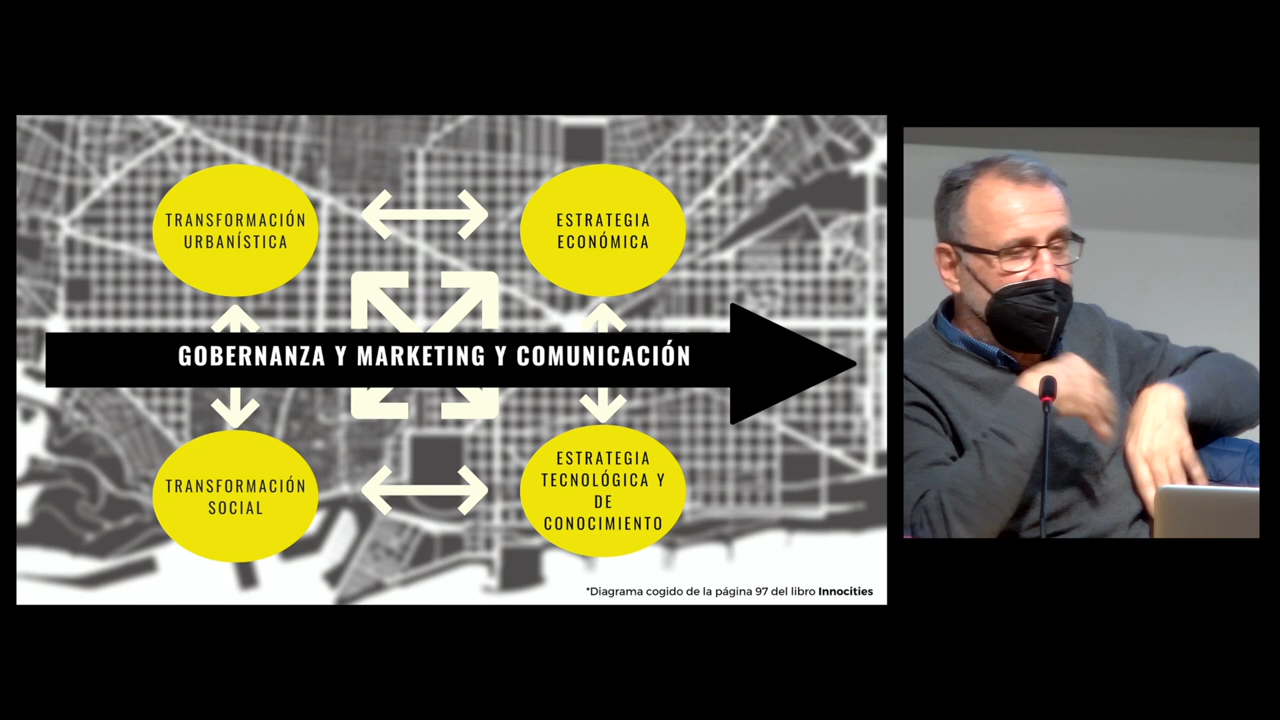 TRANSFORMACIÓN
URBANÍSTICA
ESTRATEGIA
ECONÓMICA
GOBERNANZA Y MARKETING Y COMUNICACIÓN
TRANSFORMACIÓN
SOCIAL
ESTRATEGIA
TECNOLÓGICA Y
DE
CONOCIMIENTO
*Diagrama cogido de la página 97 del libro Innocities